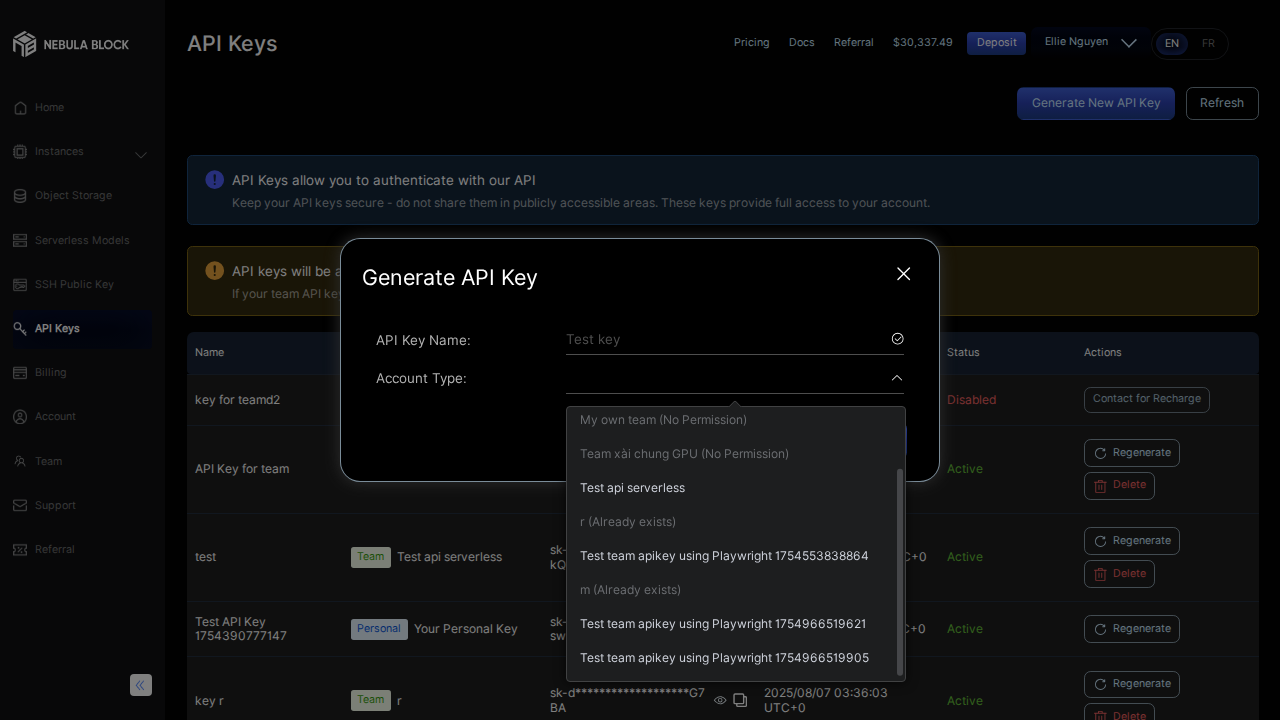 NEBULA BLOCK
API Keys
Pricing
Docs
Referral
$30,337.49
Deposit
Ellie Nguyen
EN
FR
Generate New API Key
Refresh
Home
Instances
Object Storage
Serverless Models
SSH Public Key
API Keys
Billing
Account
Team
Support
Referral
API Keys allow you to authenticate with our API
Keep your API keys secure - do not share them in publicly accessible areas. These keys provide full access to your account.
API keys will be
If your team API
Generate API Key
API Key Name:
Test key
Account Type:
My own team (No Permission)
Team xài chung GPU (No Permission)
Test api serverless
r (Already exists)
Test team apikey using Playwright 1754553838864
m (Already exists)
Test team apikey using Playwright 1754966519621
Test team apikey using Playwright 1754966519905
Name
Status
Actions
key for teamd2
Disabled
Contact for Recharge
API Key for team
Active
Regenerate
Delete
test
Team
Test api serverless
sk-
kQ
C+0
Active
Regenerate
Delete
Test API Key
1754390777147
Personal
Your Personal Key
sk-
sw
C+0
Active
Regenerate
key r
Team
r
sk-d*******************G7
BA
2025/08/07 03:36:03
UTC+0
Active
Regenerate
Delete